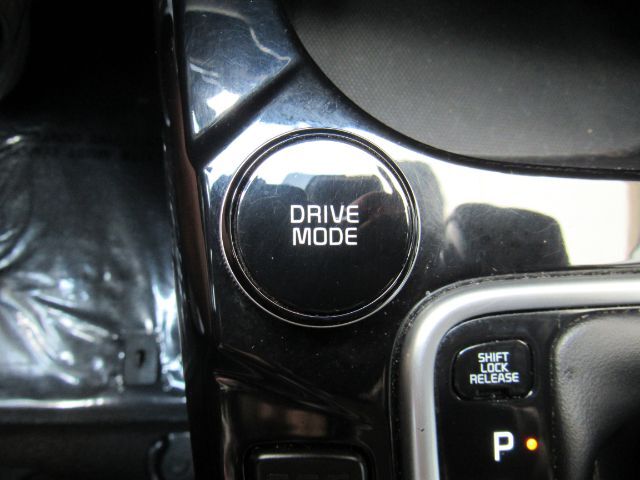 DRIVE
MODE
SHIFT
LOCK
RELEASE
P